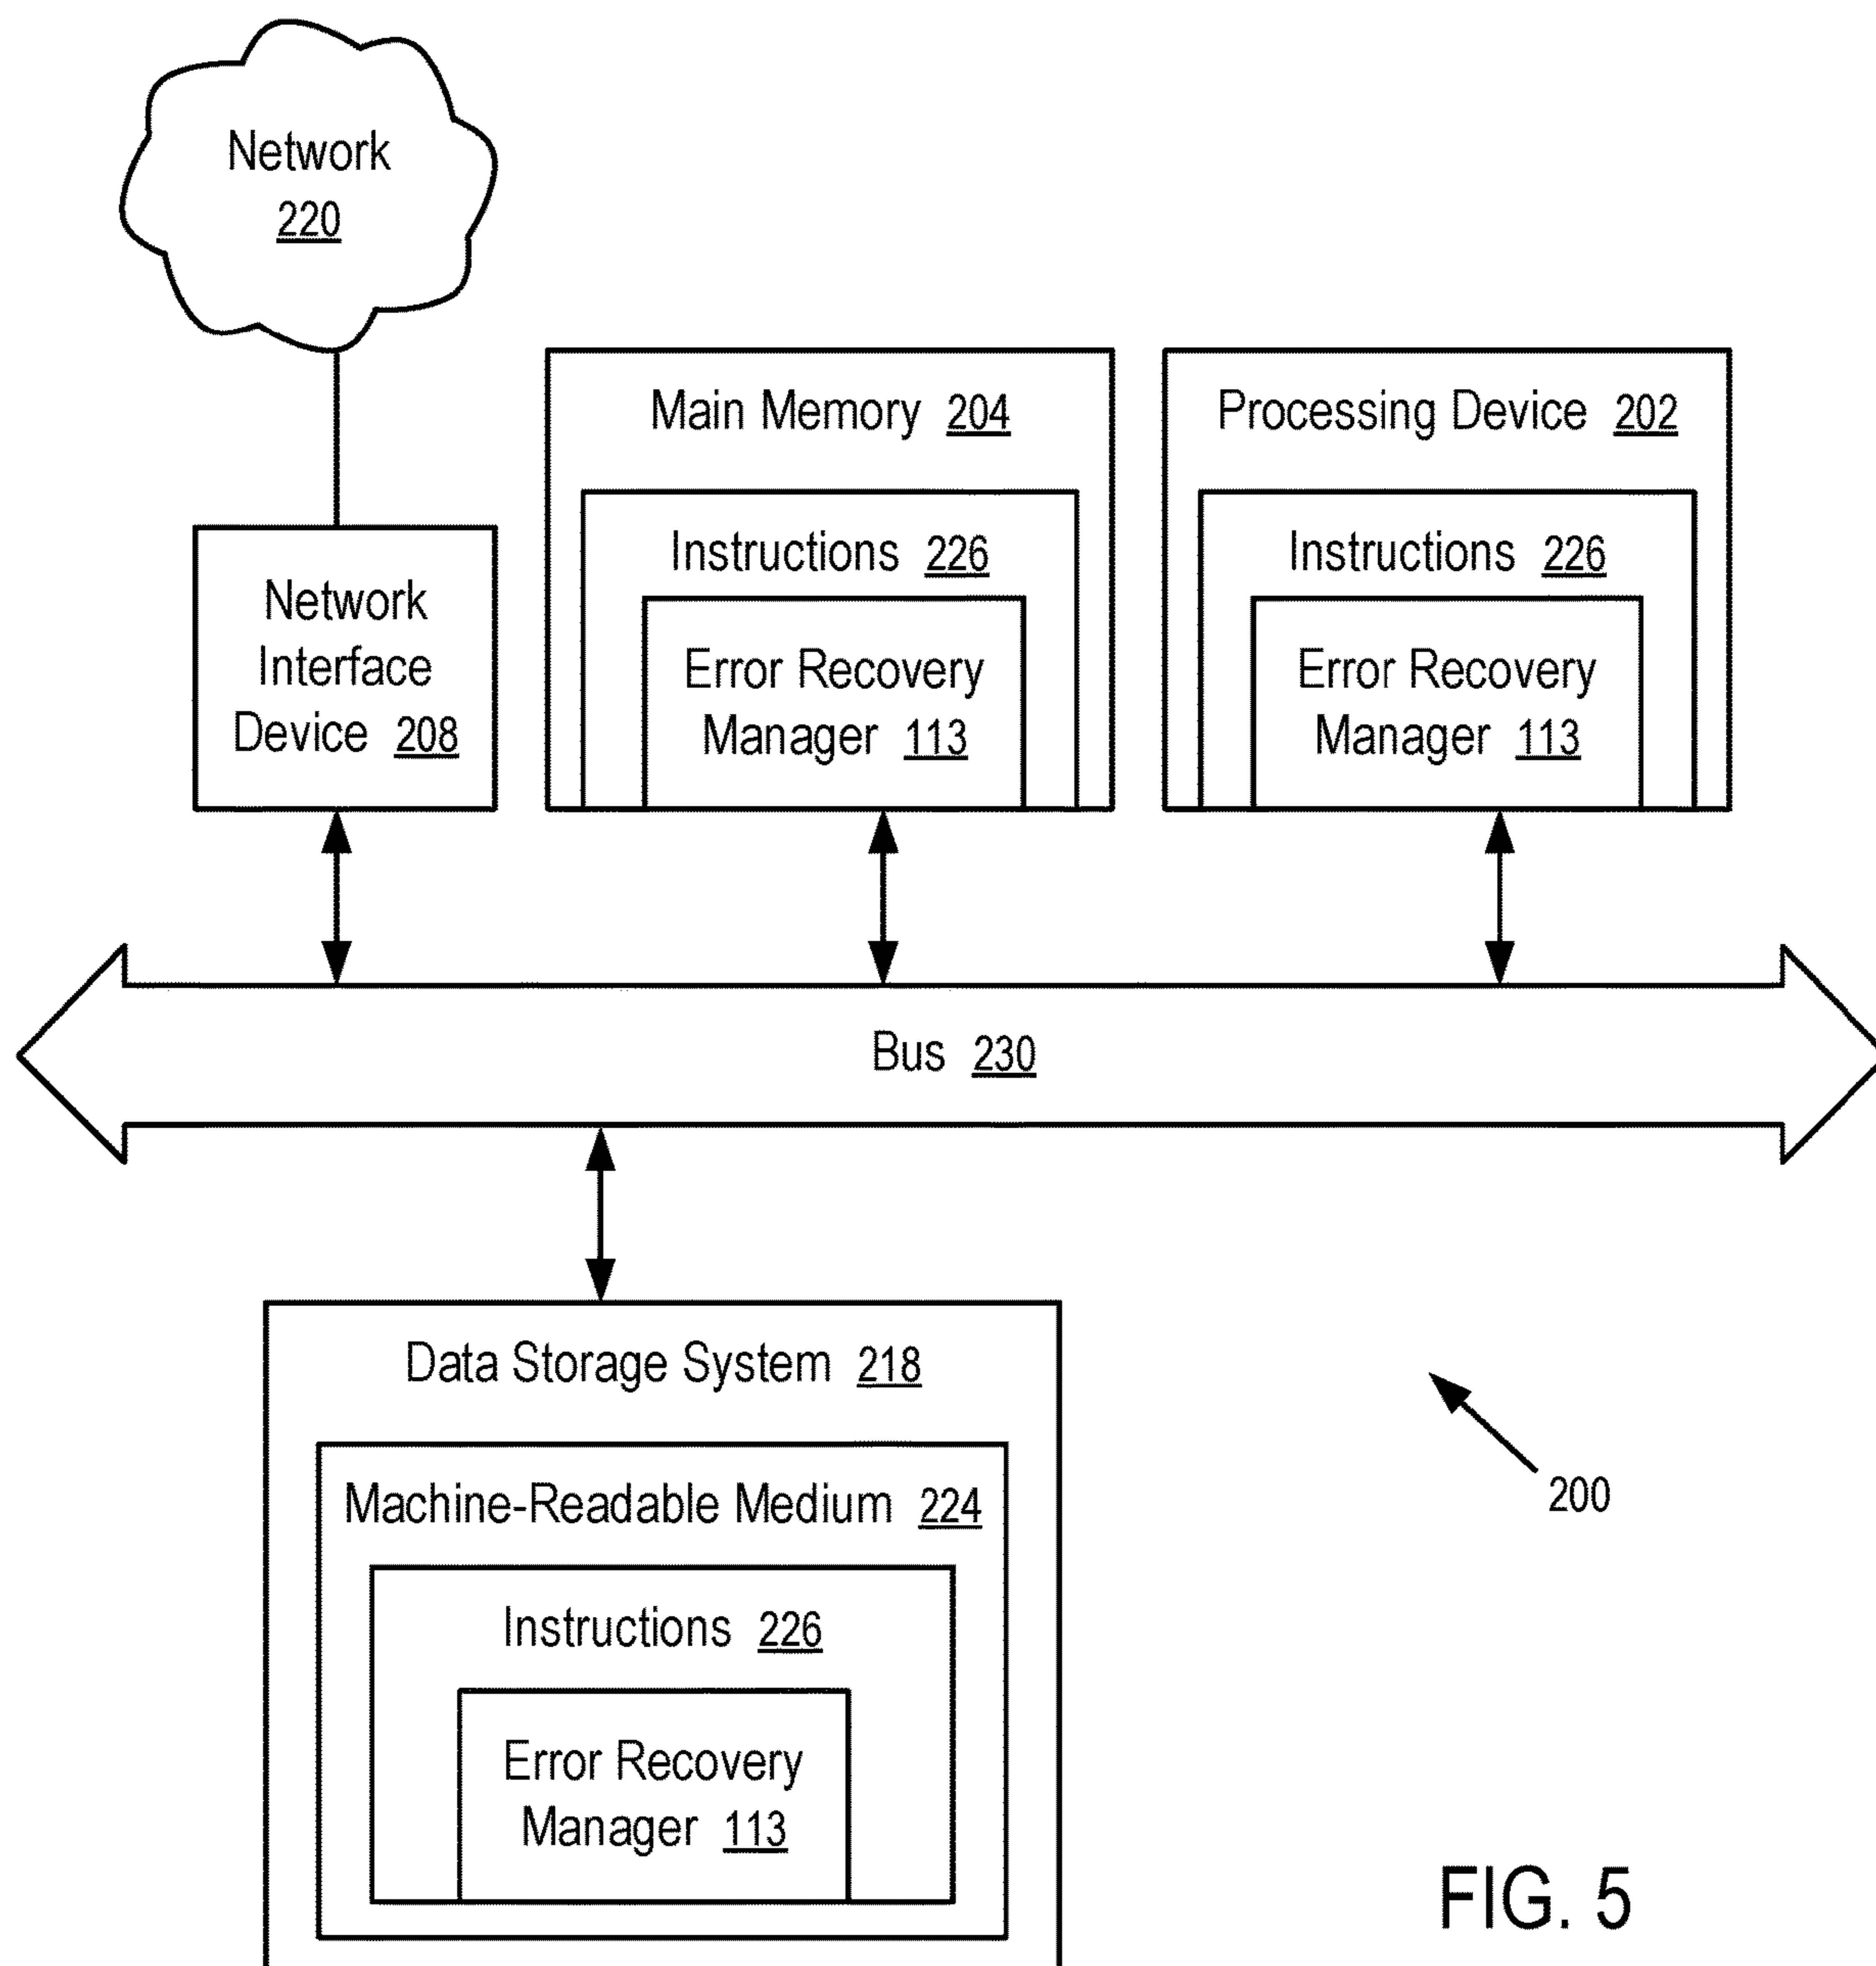 Network
220
Main Memory 204
Processing Device 202
Instructions 226
Instructions 226
Network
Interface
Device 208
Error Recovery
Manager 113
Error Recovery
Manager 113
Bus 230
Data Storage System 218
Machine-Readable Medium 224
200
Instructions 226
Error Recovery
Manager 113
FIG. 5